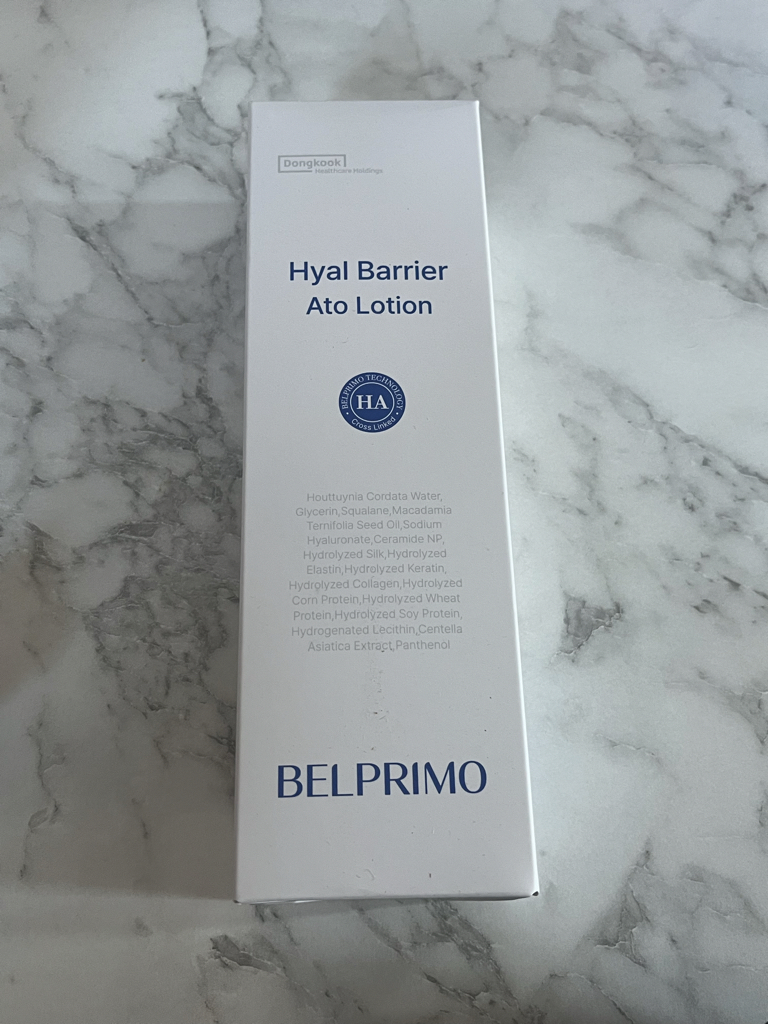 Dongkook
Healthcare Holdings
Hyal Barrier
Ato Lotion
BELPRIMO TECHNOLOGY
HA
Cross Linked
Houttuynia Cordata Water,
Glycerin,Squalane,Macadamia
Ternifolia Seed Oil,Sodium
Hyaluronate,Ceramide NP,
Hydrolyzed Silk,Hydrolyzed
Elastin,Hydrolyzed Keratin,
Hydrolyzed Collagen,Hydrolyzed
Corn Protein,Hydrolyzed Wheat
Protein,Hydrolyzed Soy Protein,
Hydrogenated Lecithin,Centella
Asiatica Extract,Panthenol
BELPRIMO